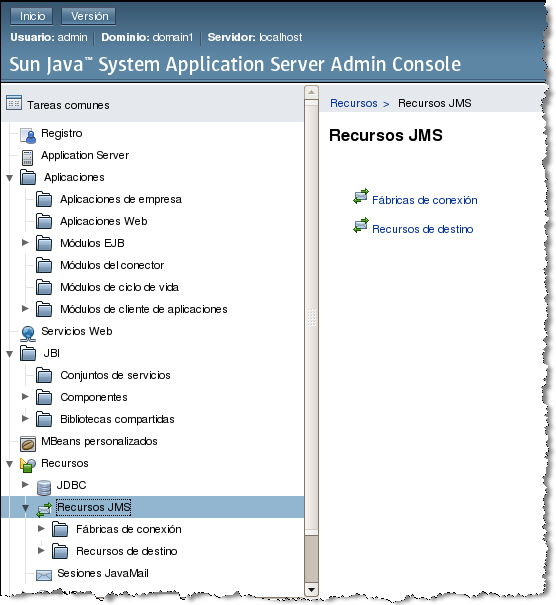 Inicio Versión
Usuario: admin Dominio: domain1 Servidor: localhost
Sun Java™ System Application Server Admin Console
Tareas comunes
Registro
Application Server
Aplicaciones
Aplicaciones de empresa
Aplicaciones Web
Módulos EJB
Módulos del conector
Módulos de ciclo de vida
Módulos de cliente de aplicaciones
Servicios Web
JBI
Conjuntos de servicios
Componentes
Bibliotecas compartidas
MBeans personalizados
Recursos
JDBC
Recursos JMS
Fábricas de conexión
Recursos de destino
Sesiones JavaMail
Recursos > Recursos JMS
Recursos JMS
Fábricas de conexión
Recursos de destino